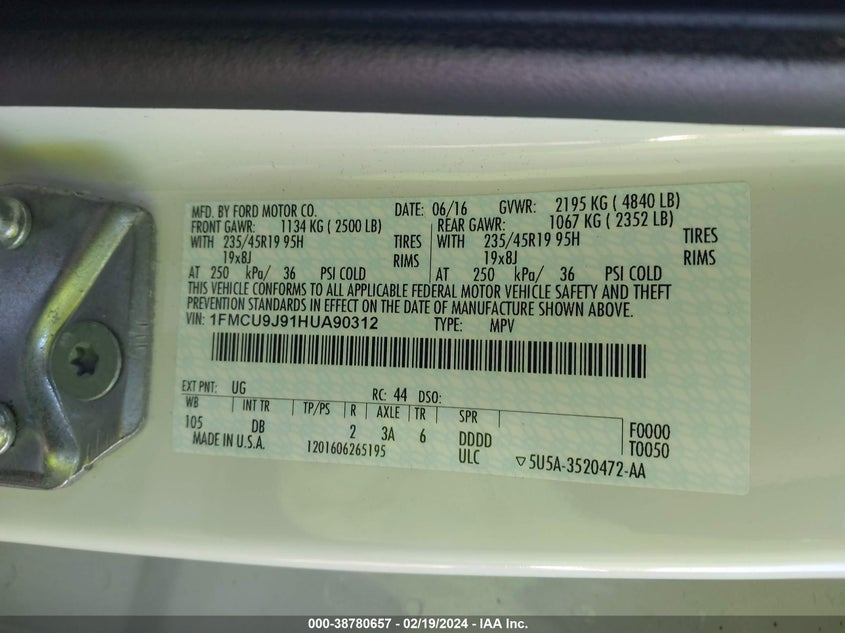 MFD. BY FORD MOTOR CO. DATE: 06/16 GVWR: 2195 KG ( 4840 LB)
FRONT GAWR: 1134 KG ( 2500 LB) REAR GAWR: 1067 KG ( 2352 LB)
WITH 235/45R19 95H TIRES WITH 235/45R19 95H TIRES
19x8J RIMS 19x8J RIMS
AT 250 kPa/ 36 PSI COLD AT 250 kPa/ 36 PSI COLD
THIS VEHICLE CONFORMS TO ALL APPLICABLE FEDERAL MOTOR VEHICLE SAFETY AND THEFT
PREVENTION STANDARDS IN EFFECT ON THE DATE OF MANUFACTURE SHOWN ABOVE.
VIN: 1FMCU9J91HUA90312 TYPE: MPV
EXT PNT: UG RC: 44 DSO:
WB INT TR TP/PS R AXLE TR SPR F0000
105 DB 2 3A 6 DDDD T0050
MADE IN U.S.A. 1201606265195 ULC ▽5U5A-3520472-AA
000-38780657 - 02/19/2024 - IAA Inc.